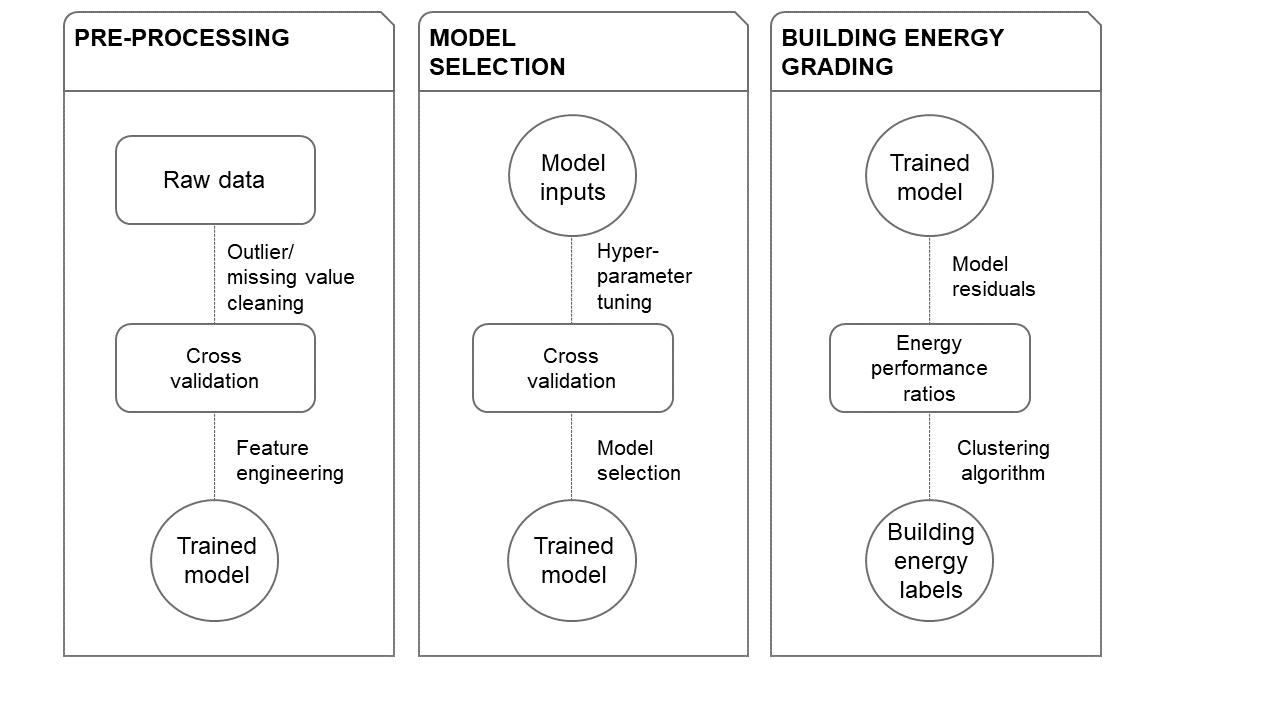 PRE-PROCESSING
Raw data
Outlier/
missing value
cleaning
Cross
validation
Feature
engineering
Trained
model
MODEL
SELECTION
Model
inputs
Hyper-
parameter
tuning
Cross
validation
Model
selection
Trained
model
BUILDING ENERGY
GRADING
Trained
model
Model
residuals
Energy
performance
ratios
Clustering
algorithm
Building
energy
labels